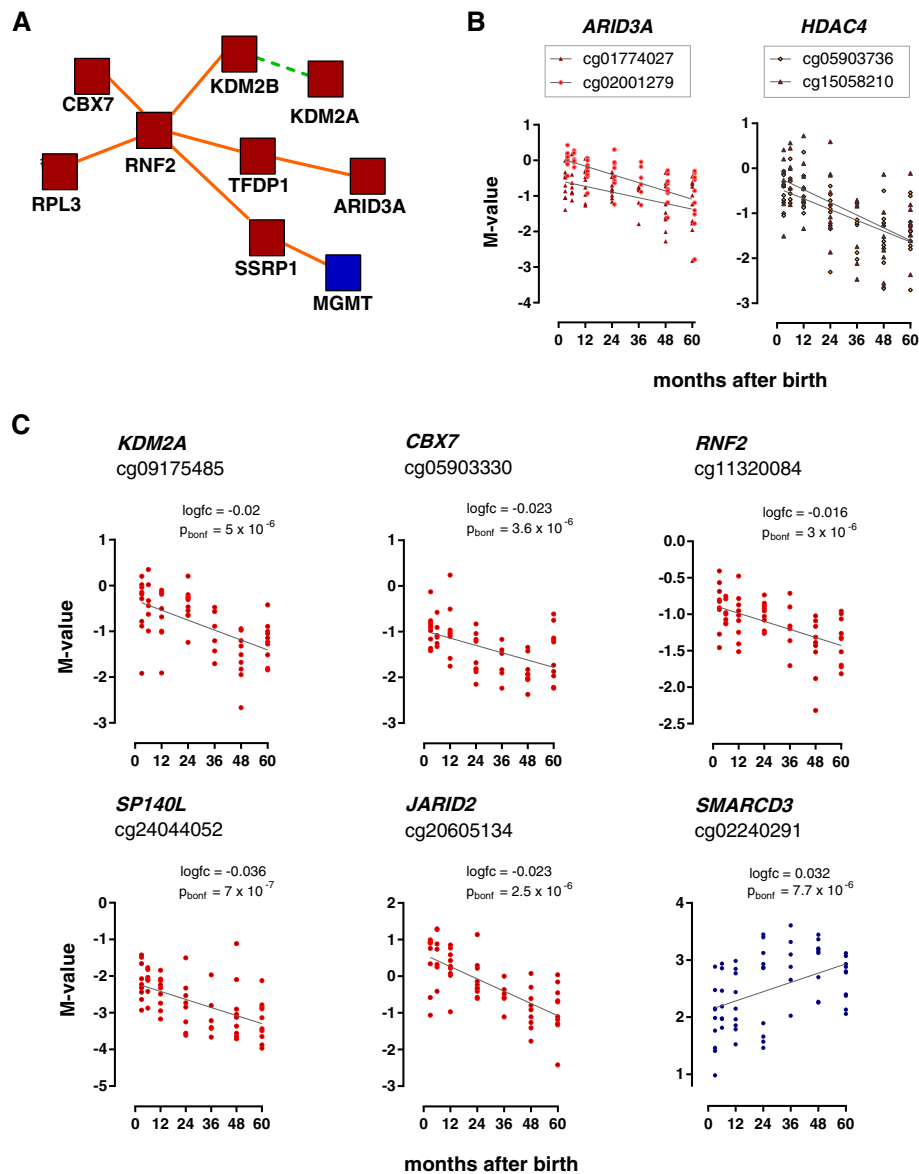 A
CBX7
KDM2B
KDM2A
RNF2
RPL3
TFDP1
ARID3A
SSRP1
MGMT
B
ARID3A
cg01774027
cg02001279
HDAC4
cg05903736
cg15058210
M-value
1
0
-1
-2
-3
-4
0 12 24 36 48 60
1
0
-1
-2
-3
0 12 24 36 48 60
months after birth
C
KDM2A
cg09175485
logfc = -0.02
pbonf = 5 x 10-6
M-value
1
0
-1
-2
-3
0 12 24 36 48 60
CBX7
cg05903330
logfc = -0.023
pbonf = 3.6 x 10-6
1
0
-1
-2
-3
0 12 24 36 48 60
RNF2
cg11320084
logfc = -0.016
pbonf = 3 x 10-6
0.0
-0.5
-1.0
-1.5
-2.0
-2.5
0 12 24 36 48 60
SP140L
cg24044052
logfc = -0.036
pbonf = 7 x 10-7
M-value
0
-1
-2
-3
-4
-5
0 12 24 36 48 60
JARID2
cg20605134
logfc = -0.023
pbonf = 2.5 x 10-6
2
1
0
-1
-2
-3
0 12 24 36 48 60
SMARCD3
cg02240291
logfc = 0.032
pbonf = 7.7 x 10-6
4
3
2
1
0 12 24 36 48 60
months after birth